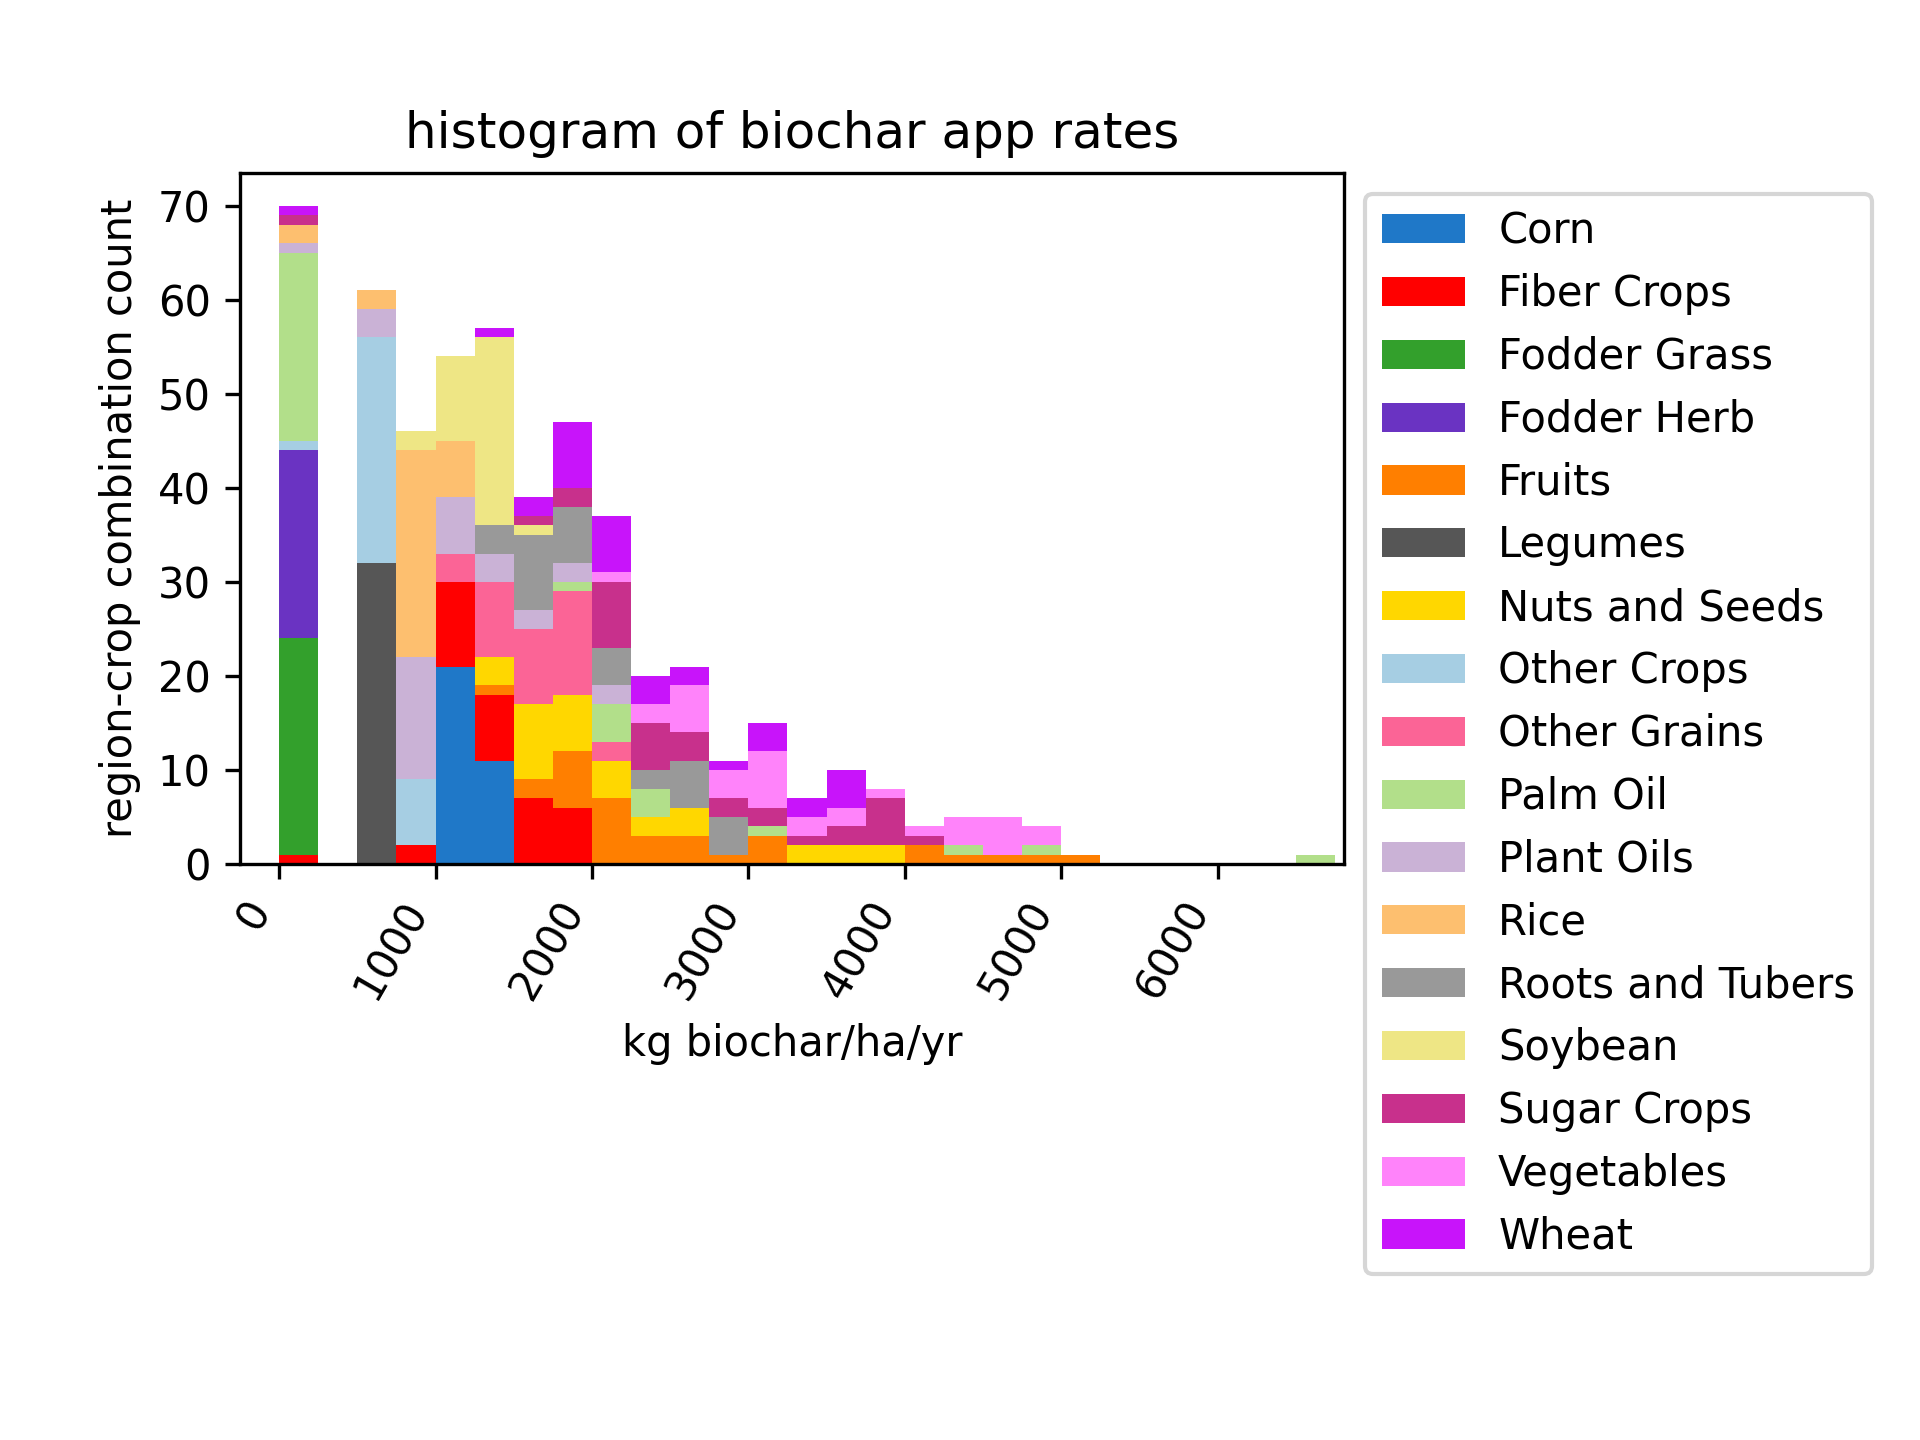 histogram of biochar app rates
region-crop combination count
70
60
50
40
30
20
10
0
0
1000
2000
3000
4000
5000
6000
kg biochar/ha/yr
Corn
Fiber Crops
Fodder Grass
Fodder Herb
Fruits
Legumes
Nuts and Seeds
Other Crops
Other Grains
Palm Oil
Plant Oils
Rice
Roots and Tubers
Soybean
Sugar Crops
Vegetables
Wheat